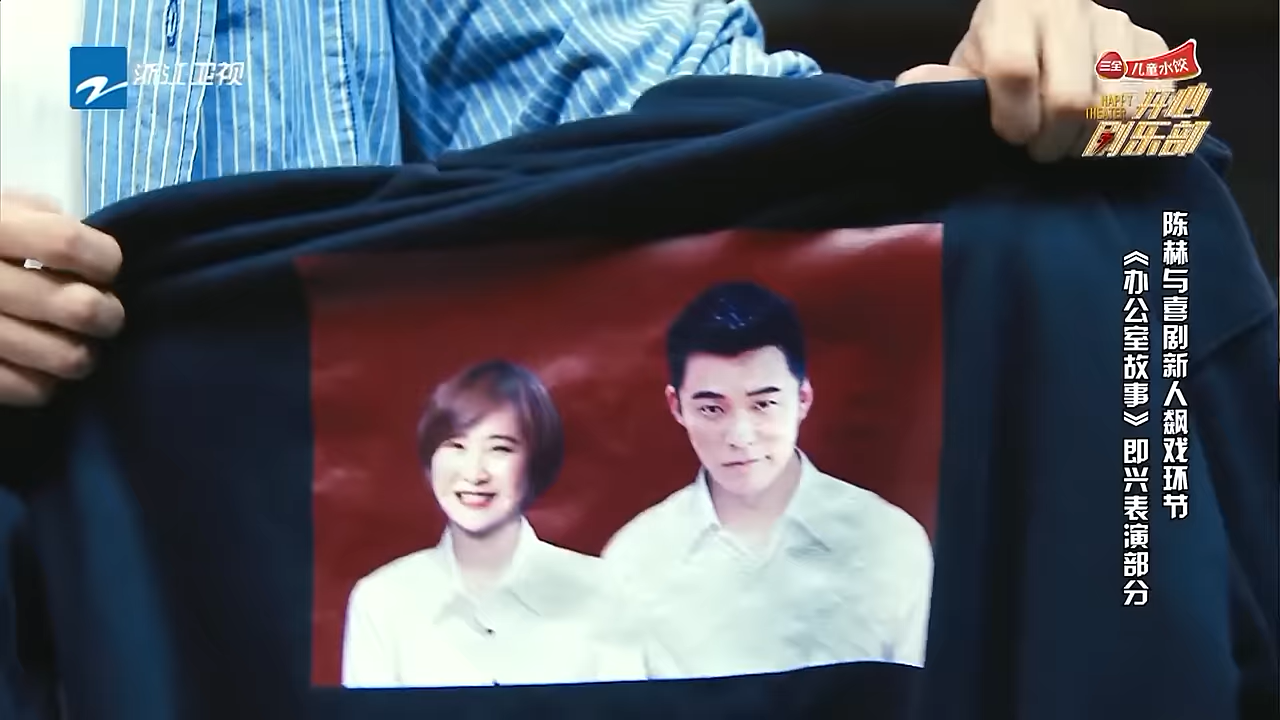 浙江卫视
三全 儿童水饺
HAPPY
THEATER
开心
剧乐部
陈赫与喜剧新人飙戏环节
《办公室故事》即兴表演部分